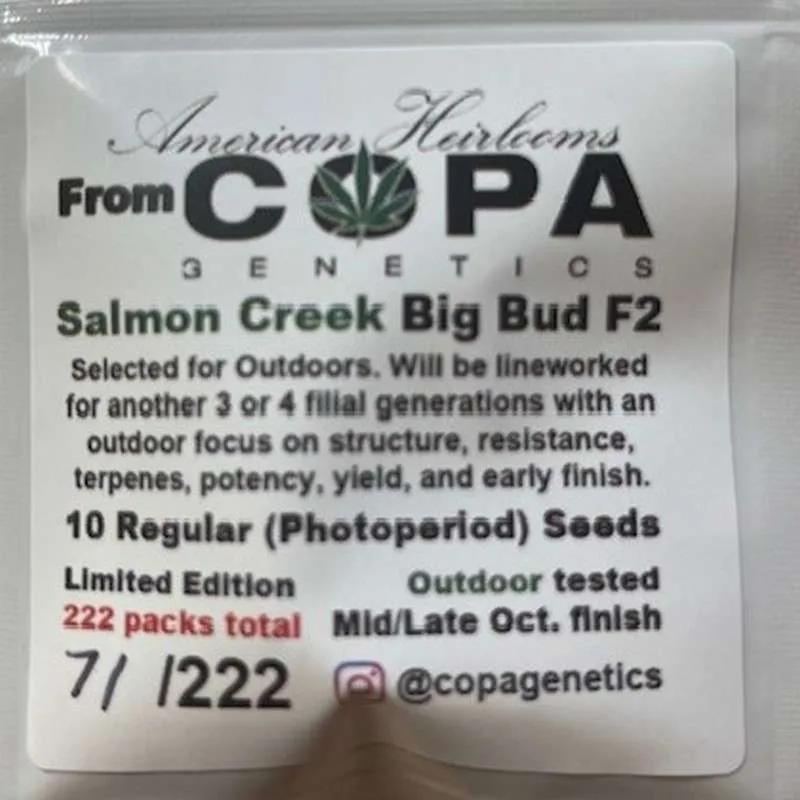 American Heirlooms
From COPA
GENETICS
Salmon Creek Big Bud F2
Selected for Outdoors. Will be lineworked
for another 3 or 4 filial generations with an
outdoor focus on structure, resistance,
terpenes, potency, yield, and early finish.
10 Regular (Photoperiod) Seeds
Limited Edition
Outdoor tested
222 packs total
Mid/Late Oct. finish
71 /222
@copagenetics